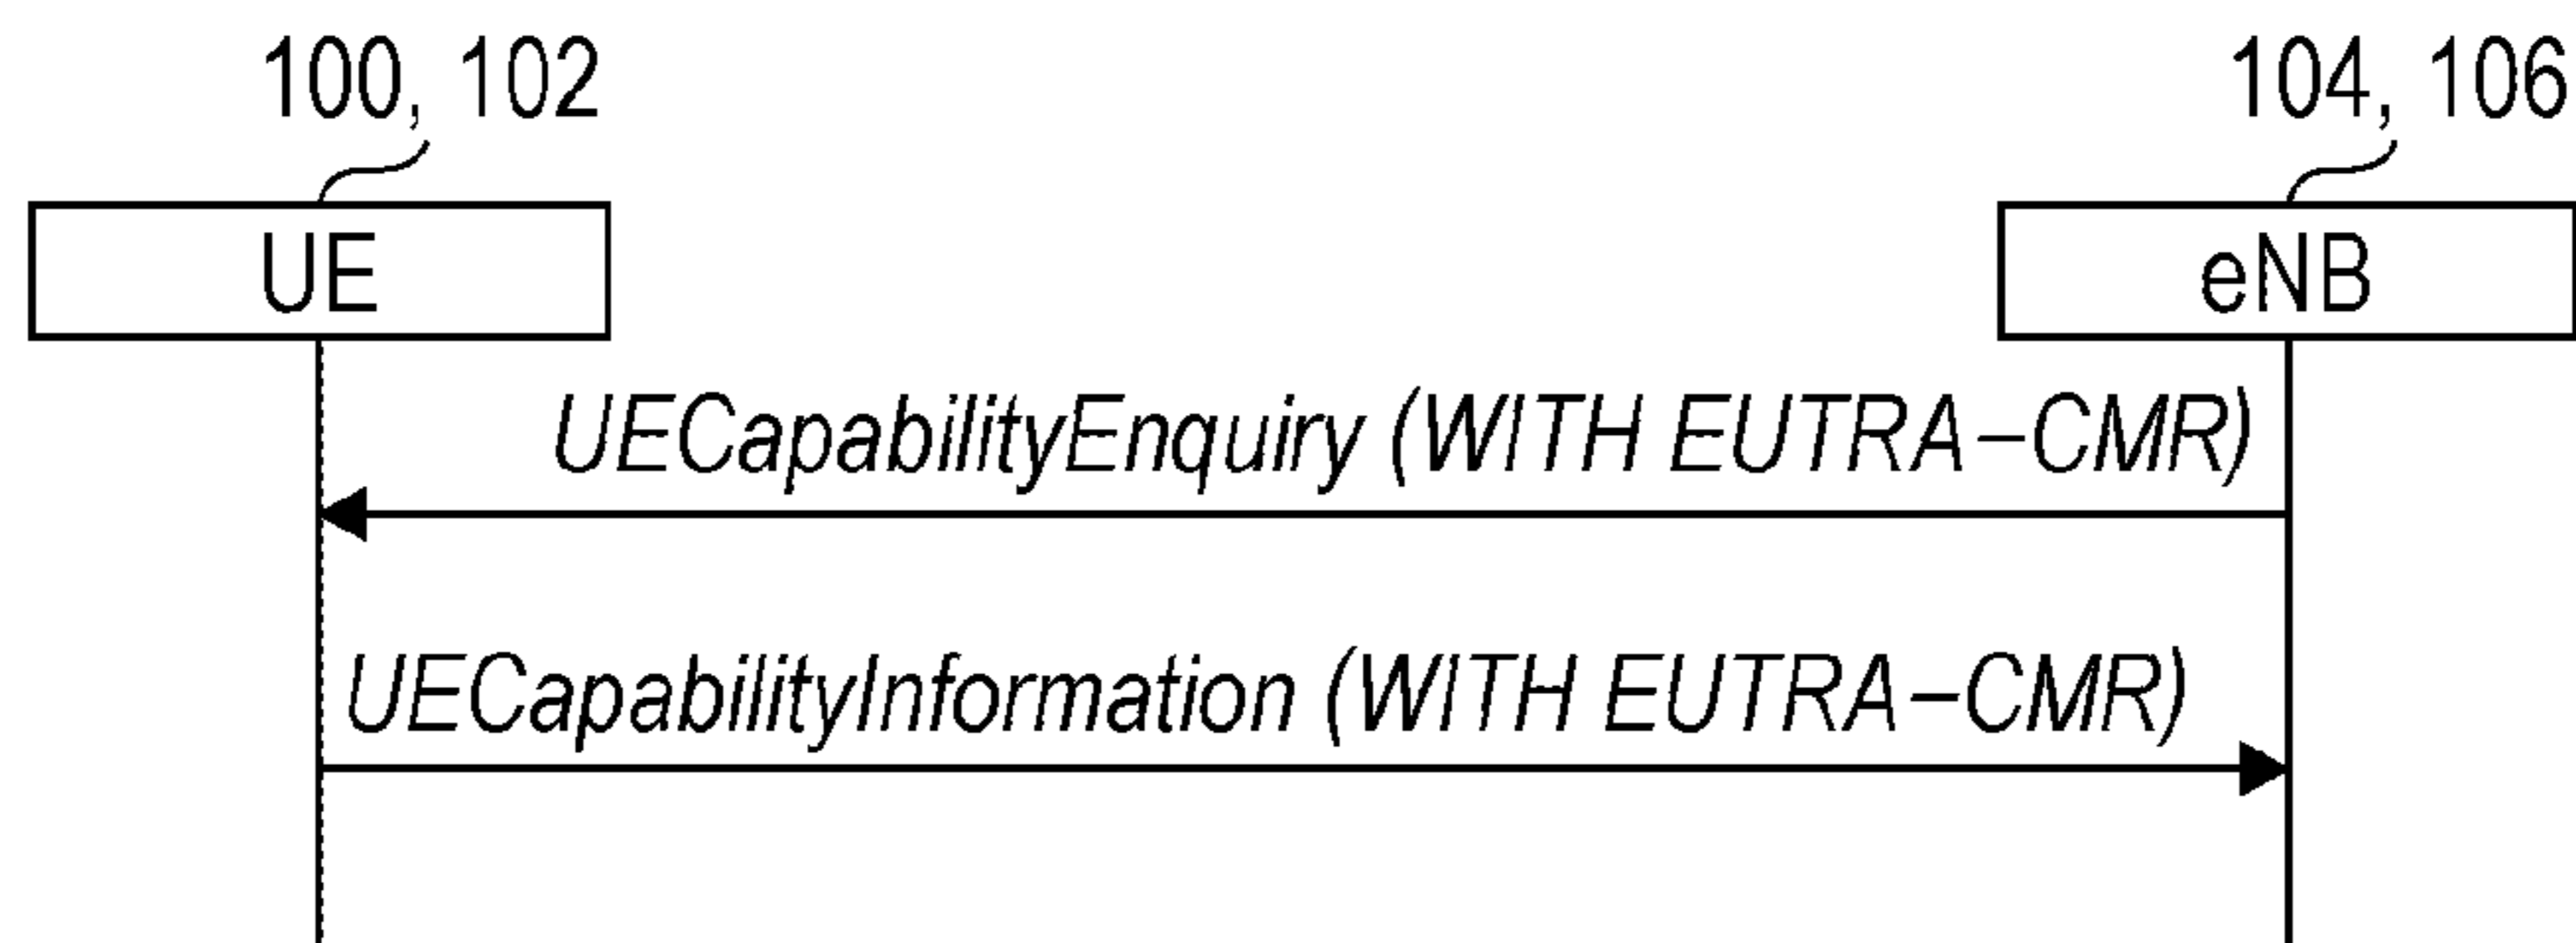 100, 102
104, 106
UE
eNB
UECapabilityEnquiry (WITH EUTRA–CMR)
UECapabilityInformation (WITH EUTRA–CMR)